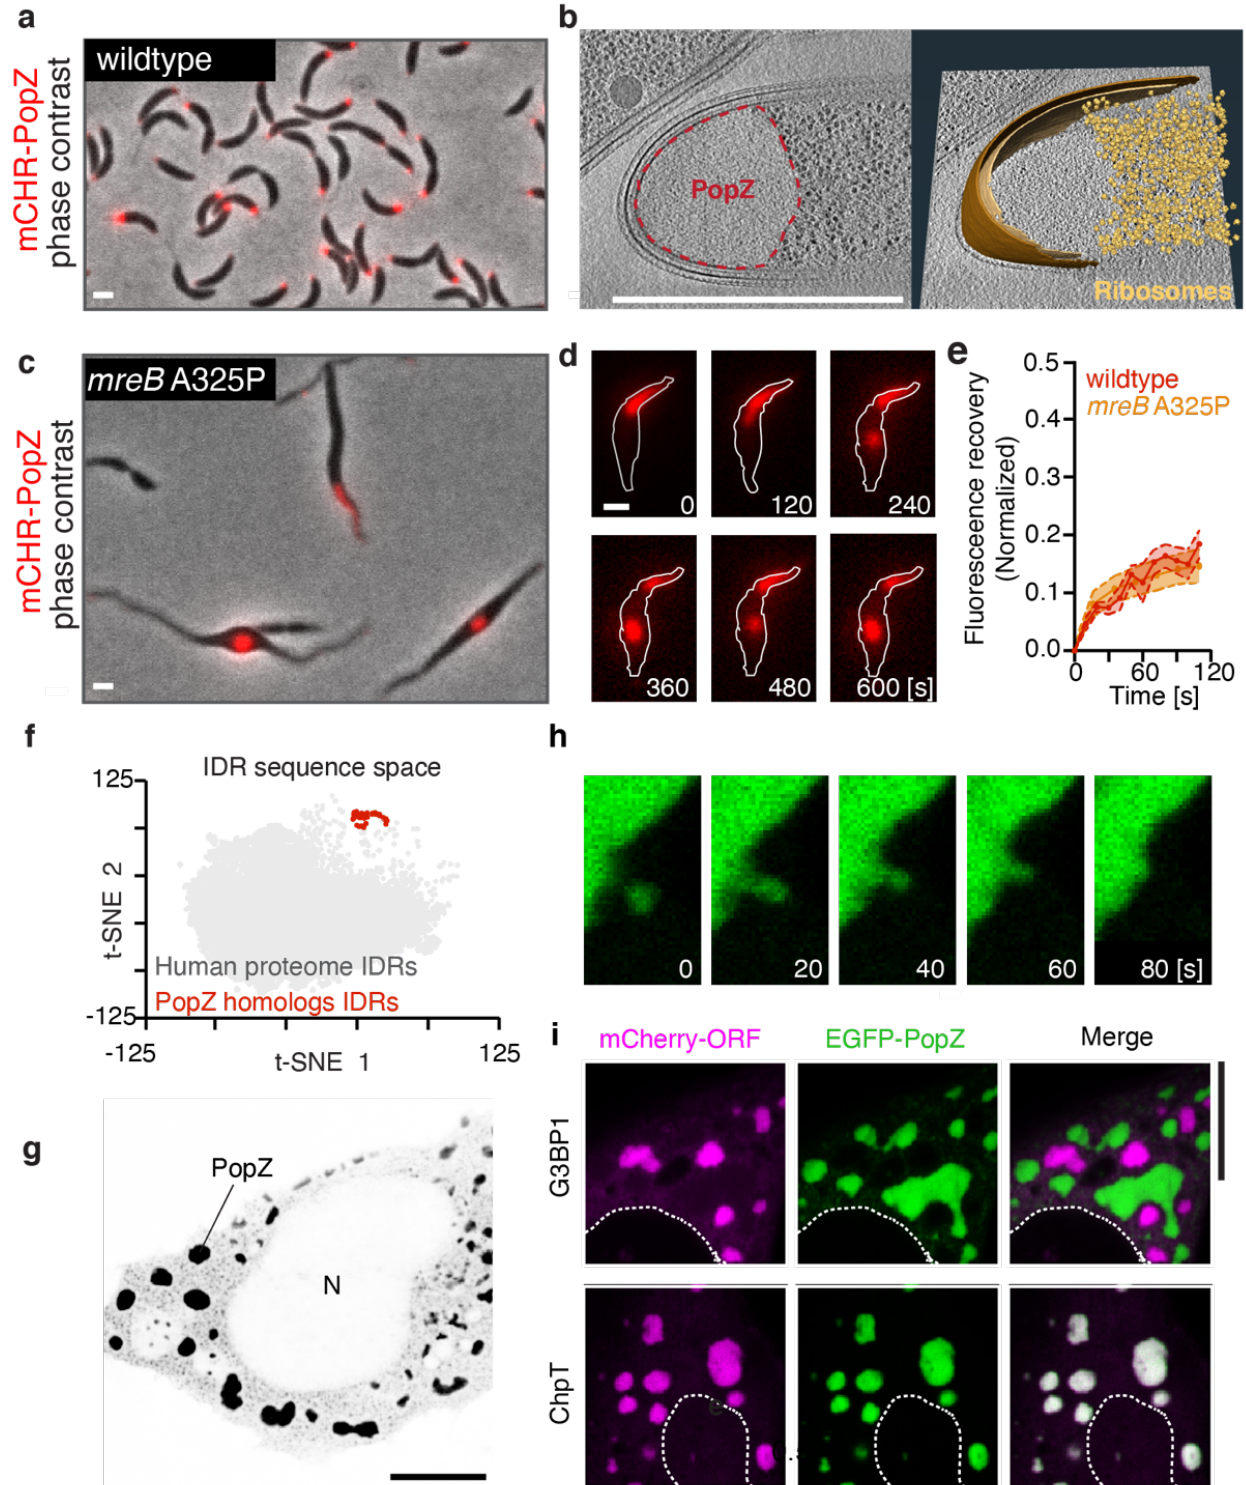 a
wildtype
mCHR-PopZ
phase contrast
b
PopZ
Ribosomes
c
mreB A325P
mCHR-PopZ
phase contrast
d
0
120
240
360
480
600 [s]
e
Fluoresceence recovery
(Normalized)
0.5
0.4
0.3
0.2
0.1
0.0
wildtype
mreB A325P
0
60
120
Time [s]
f
IDR sequence space
125
t-SNE 2
Human proteome IDRs
PopZ homologs IDRs
-125
-125
t-SNE 1
125
g
PopZ
N
h
0
20
40
60
80 [s]
i
mCherry-ORF
EGFP-PopZ
Merge
G3BP1
ChpT